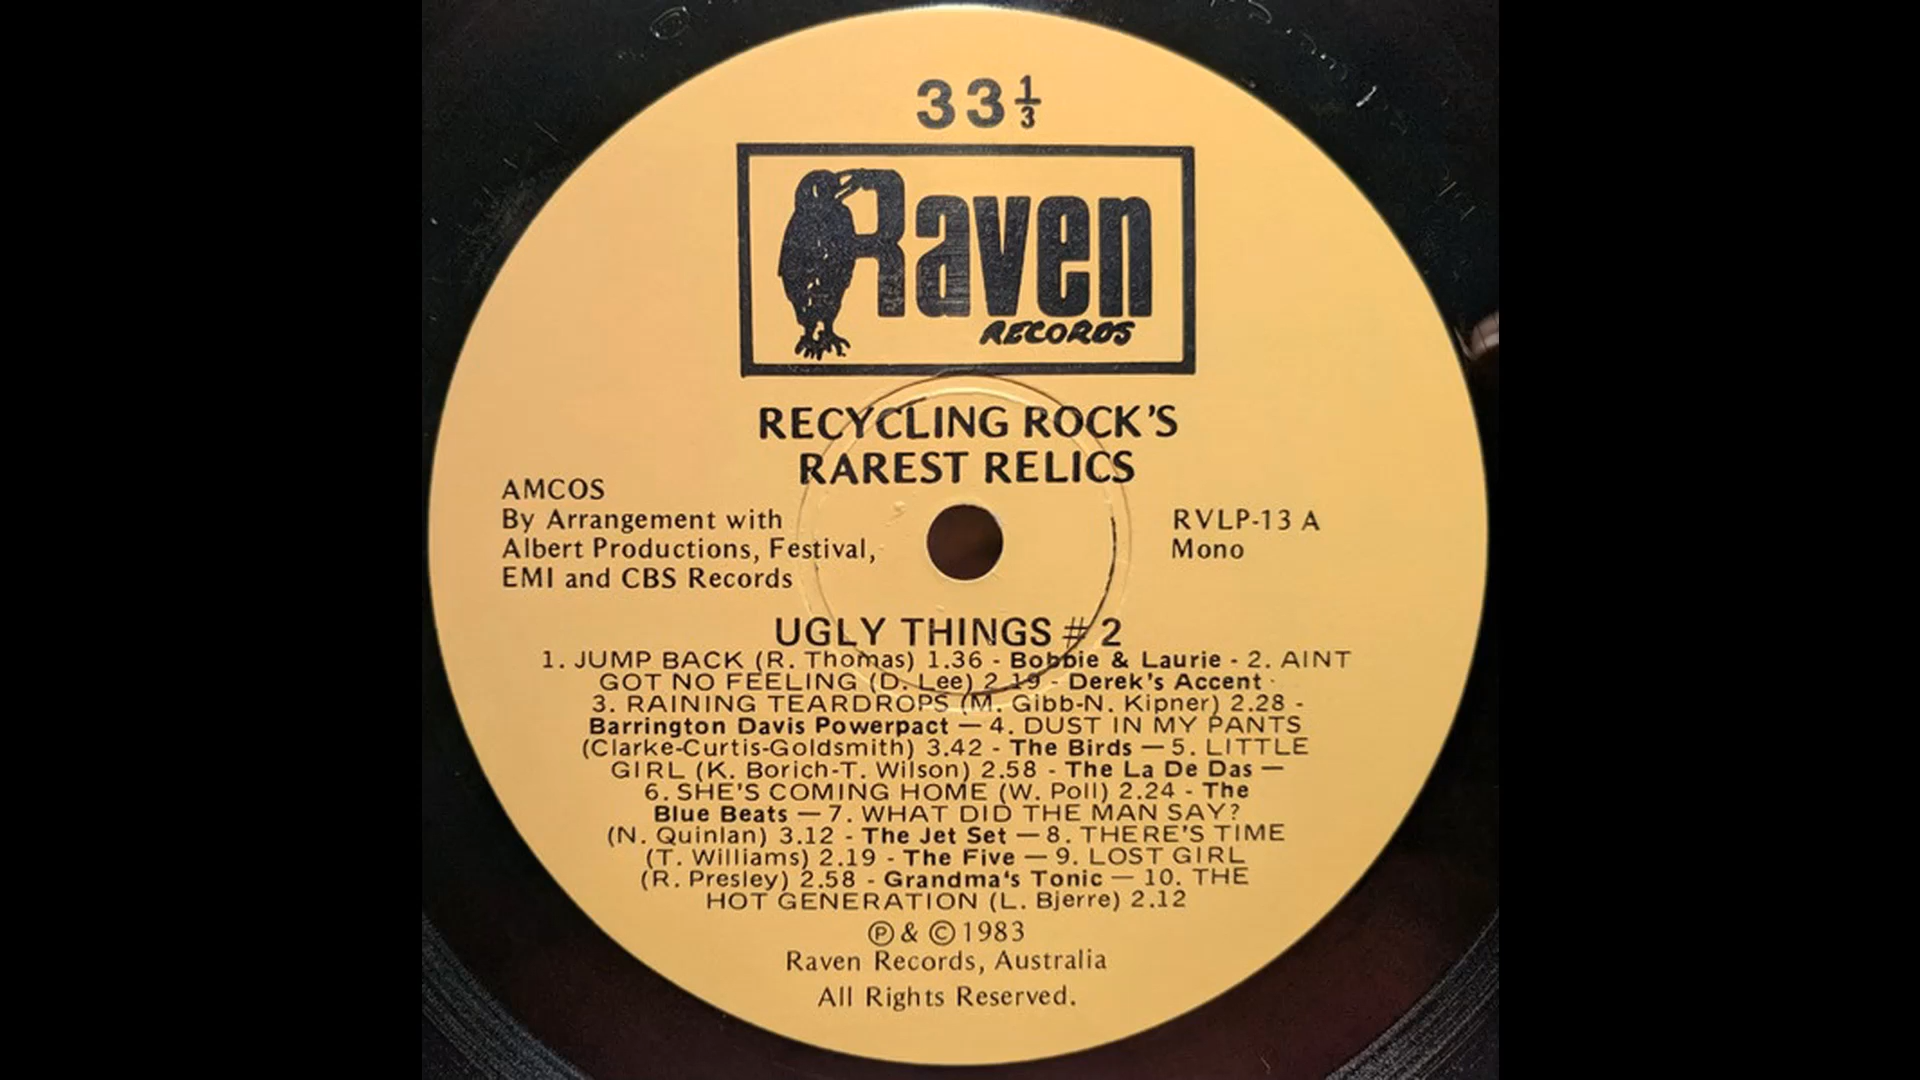 33 1/3
Raven
RECORDS
RECYCLING ROCK'S
RAREST RELICS
AMCOS
By Arrangement with
Albert Productions, Festival,
EMI and CBS Records
RVLP-13 A
Mono
UGLY THINGS # 2
1. JUMP BACK (R. Thomas) 1.36 - Bobbie & Laurie - 2. AINT
GOT NO FEELING (D. Lee) 2.19 - Derek's Accent -
3. RAINING TEARDROPS (M. Gibb-N. Kipner) 2.28 -
Barrington Davis Powerpact — 4. DUST IN MY PANTS
(Clarke-Curtis-Goldsmith) 3.42 - The Birds — 5. LITTLE
GIRL (K. Borich-T. Wilson) 2.58 - The La De Das —
6. SHE'S COMING HOME (W. Poll) 2.24 - The
Blue Beats — 7. WHAT DID THE MAN SAY?
(N. Quinlan) 3.12 - The Jet Set — 8. THERE'S TIME
(T. Williams) 2.19 - The Five — 9. LOST GIRL
(R. Presley) 2.58 - Grandma's Tonic — 10. THE
HOT GENERATION (L. Bjerre) 2.12
Ⓟ & © 1983
Raven Records, Australia
All Rights Reserved.